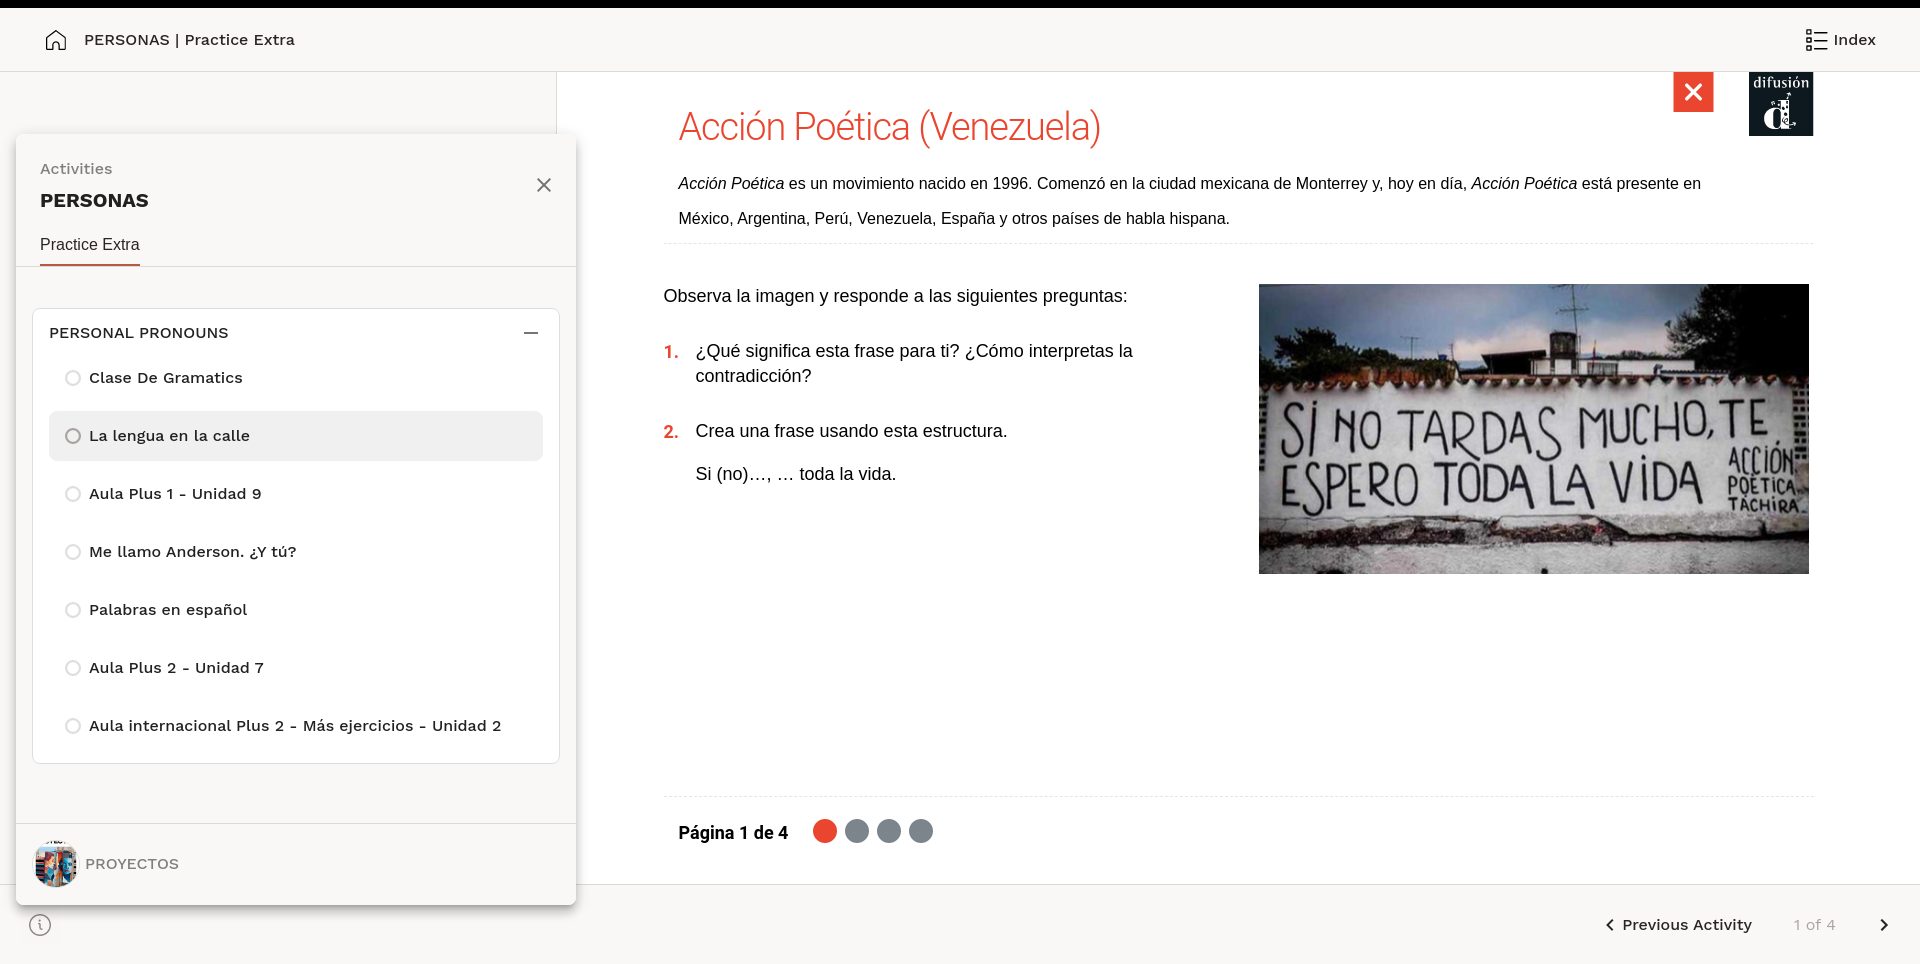 PERSONAS | Practice Extra
Index
Activities
PERSONAS
Practice Extra
PERSONAL PRONOUNS
Clase De Gramatics
La lengua en la calle
Aula Plus 1 - Unidad 9
Me llamo Anderson. ¿Y tú?
Palabras en español
Aula Plus 2 - Unidad 7
Aula internacional Plus 2 - Más ejercicios - Unidad 2
PROYECTOS
difusión
Acción Poética (Venezuela)
Acción Poética es un movimiento nacido en 1996. Comenzó en la ciudad mexicana de Monterrey y, hoy en día, Acción Poética está presente en
México, Argentina, Perú, Venezuela, España y otros países de habla hispana.
Observa la imagen y responde a las siguientes preguntas:
1. ¿Qué significa esta frase para ti? ¿Cómo interpretas la
contradicción?
2. Crea una frase usando esta estructura.
Si (no)…, … toda la vida.
SI NO TARDAS MUCHO, TE
ESPERO TODA LA VIDA
ACCIÓN
POÉTICA
TÁCHIRA
Página 1 de 4
Previous Activity
1 of 4